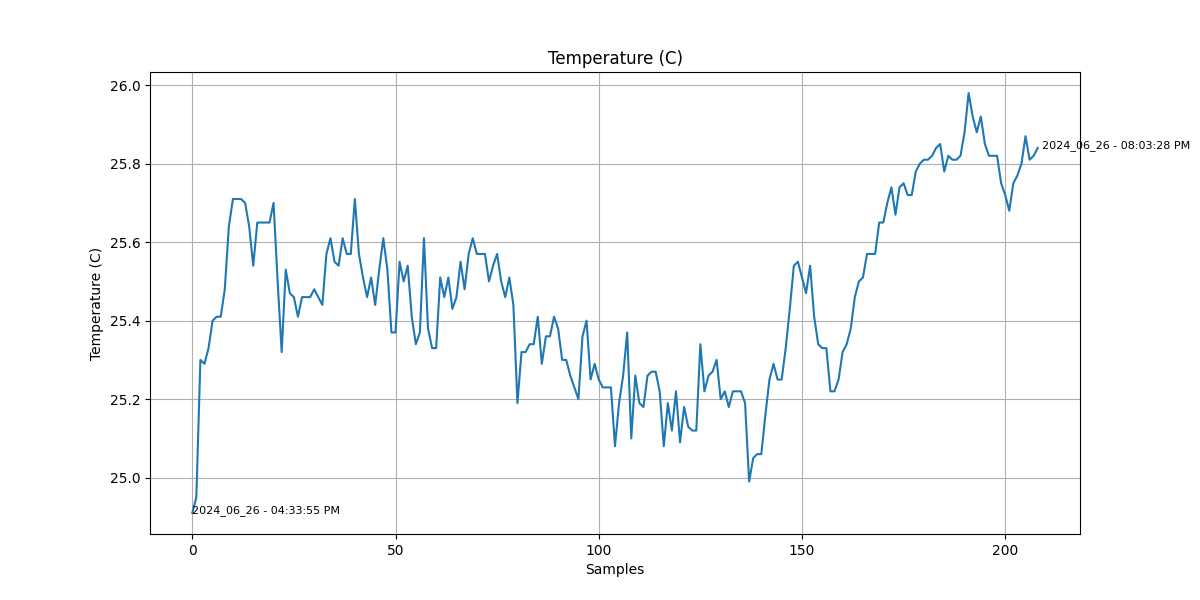 Temperature (C)
26.0
25.8
25.6
25.4
25.2
25.0
Temperature (C)
2024_06_26 - 08:03:28 PM
2024_06_26 - 04:33:55 PM
0 50 100 150 200
Samples